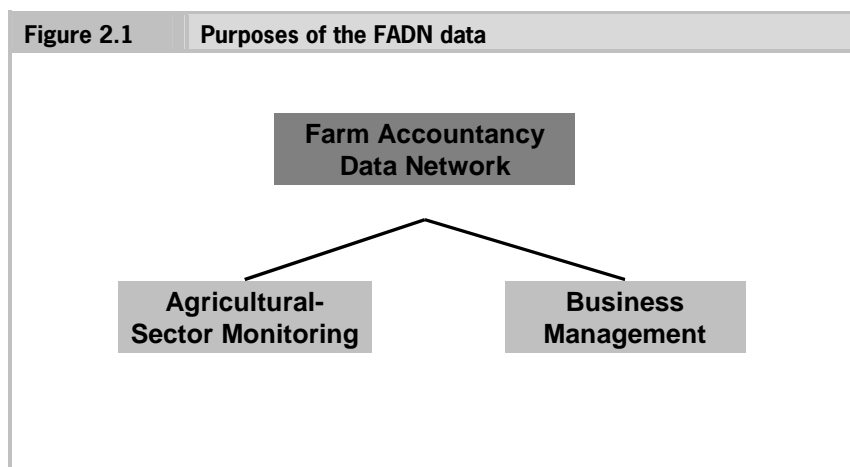 Figure 2.1 Purposes of the FADN data
Farm Accountancy
Data Network
Agricultural-
Sector Monitoring
Business
Management